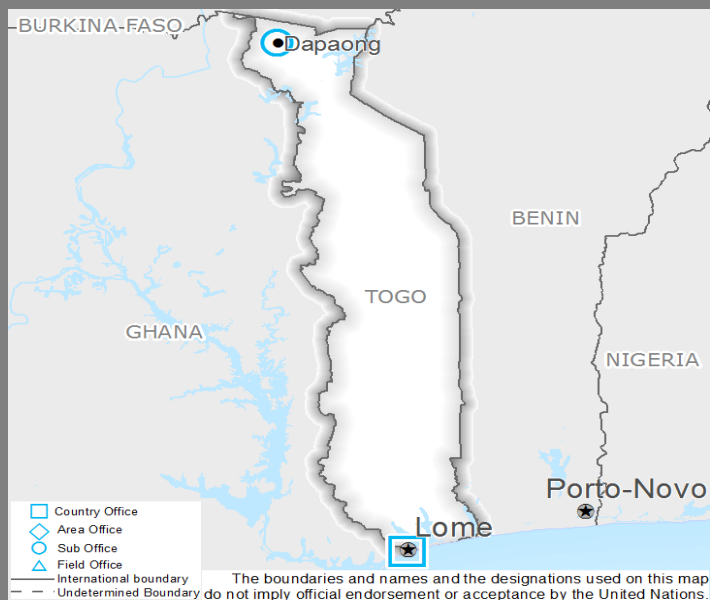 BURKINA-FASO
Dapaong
BENIN
TOGO
GHANA
NIGERIA
Porto-Novo
Lome
Country Office
Area Office
Sub Office
Field Office
International boundary
Undetermined Boundary
The boundaries and names and the designations used on this map
do not imply official endorsement or acceptance by the United Nations.